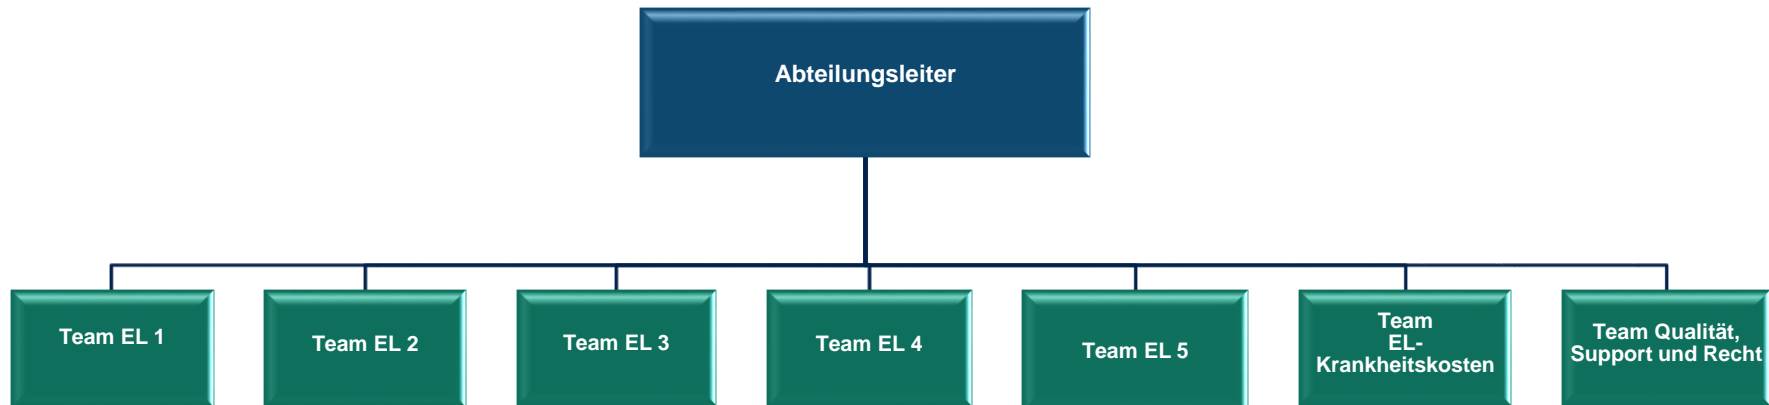 Abteilungsleiter
Team EL 1
Team EL 2
Team EL 3
Team EL 4
Team EL 5
Team
EL-
Krankheitskosten
Team Qualität,
Support und Recht